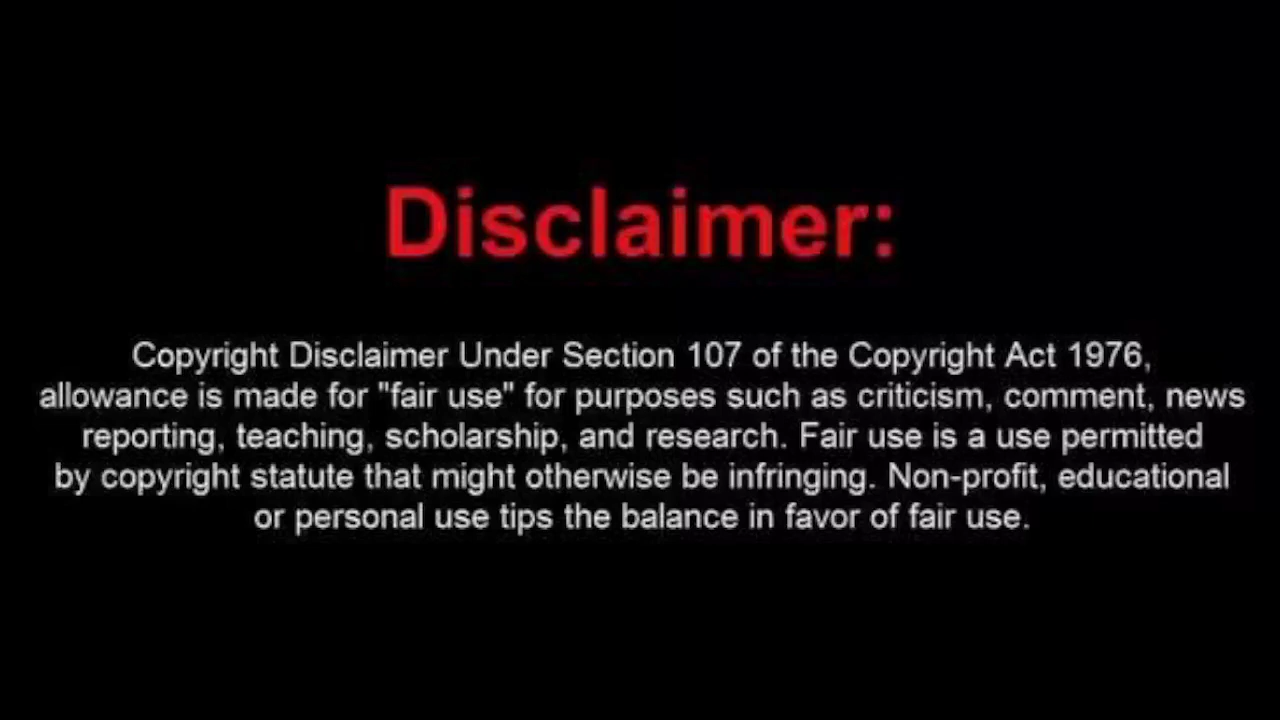 Disclaimer:
Copyright Disclaimer Under Section 107 of the Copyright Act 1976,
allowance is made for "fair use" for purposes such as criticism, comment, news
reporting, teaching, scholarship, and research. Fair use is a use permitted
by copyright statute that might otherwise be infringing. Non-profit, educational
or personal use tips the balance in favor of fair use.